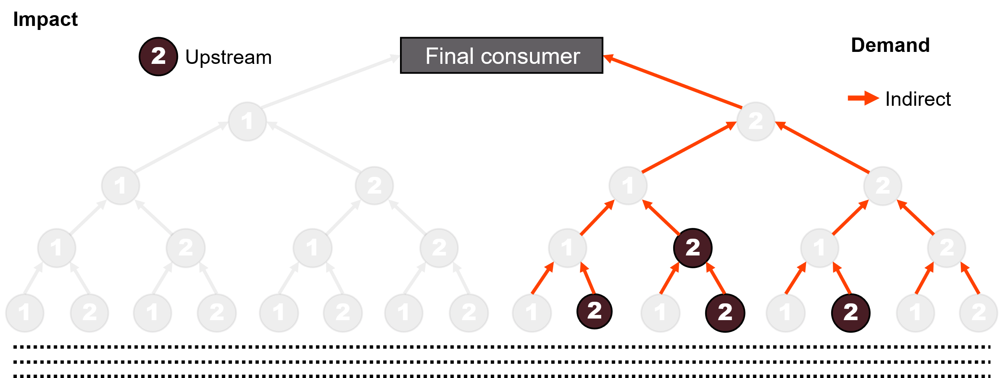 Impact
2 Upstream
Final consumer
Demand
Indirect
1 2
1 2 1 2
1 2 1 2 1 2 1 2
1 2 1 2 1 2 1 2 1 2 1 2 1 2 1 2